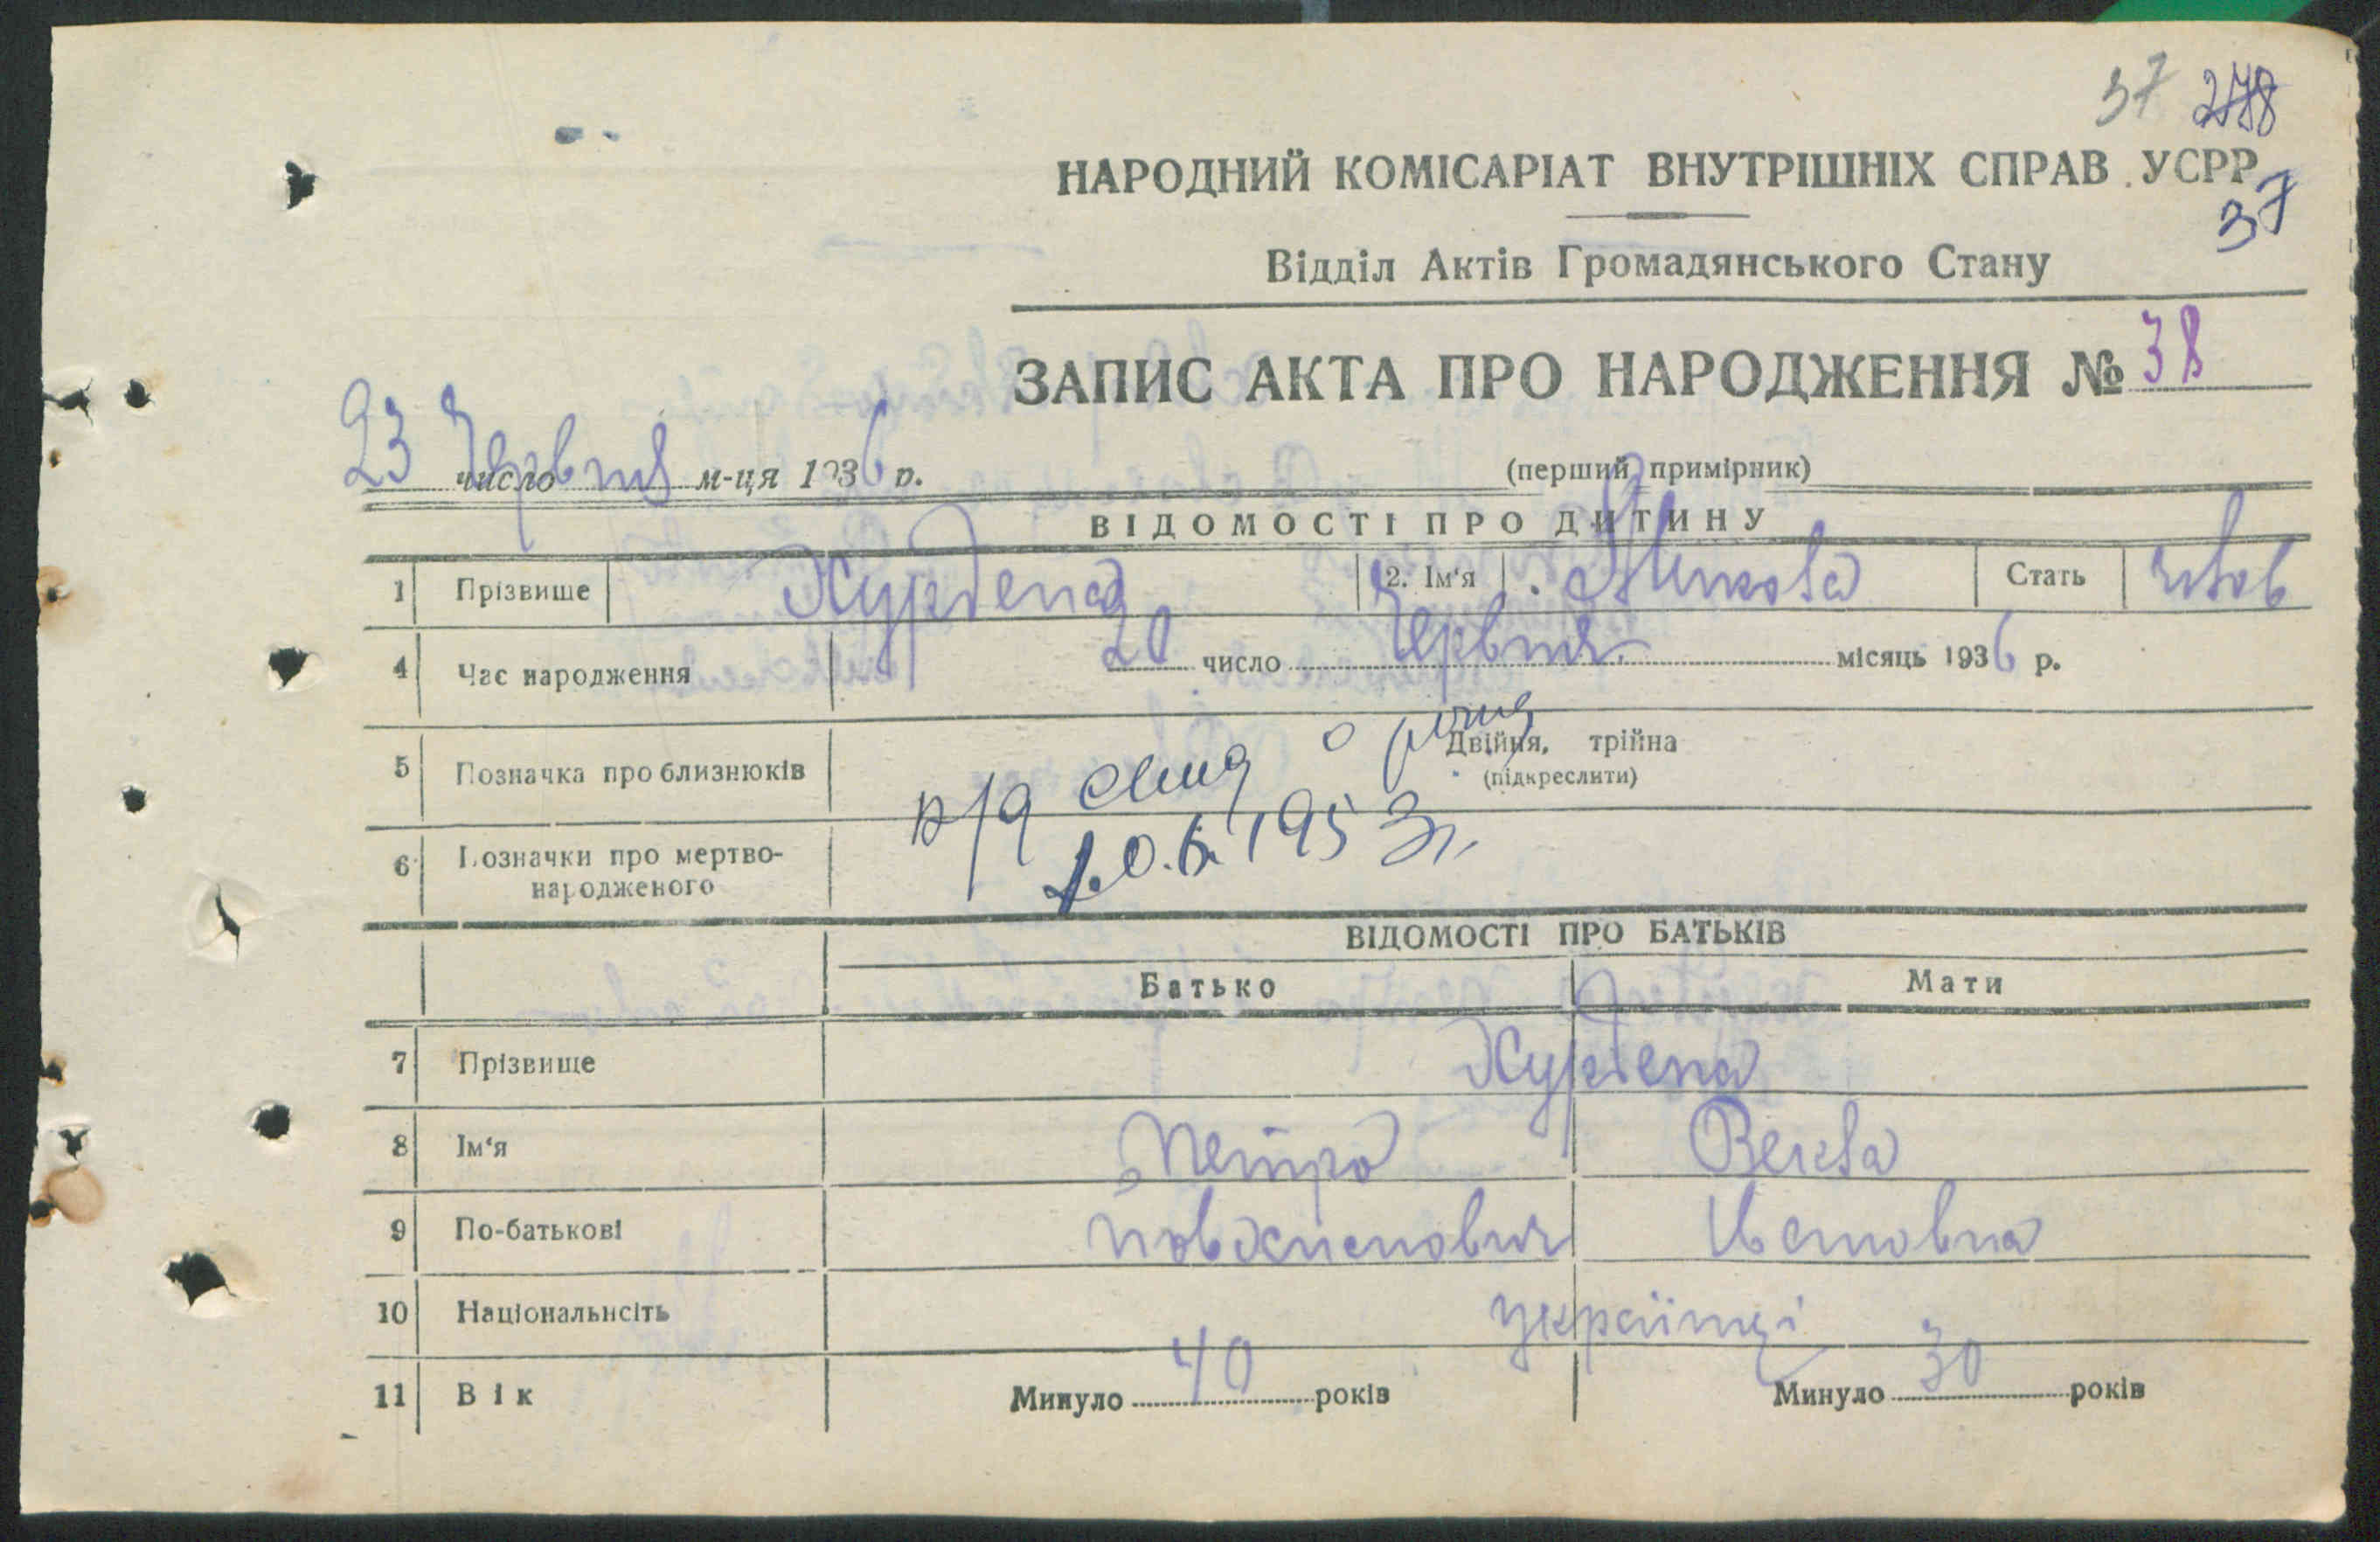 37 278
НАРОДНИЙ КОМІСАРІАТ ВНУТРІШНІХ СПРАВ УСРР
37
Відділ Актів Громадянського Стану
ЗАПИС АКТА ПРО НАРОДЖЕННЯ № 38
23 число Червня м-ця 1936 р. (перший примірник)
ВІДОМОСТІ ПРО ДИТИНУ
1 Прізвище 2. Ім'я Микола Стать чолов
4 Час народження 20 число Червня місяць 1936 р.
5 Позначка про близнюків Двійня, трійна
(підкреслити)
6 Позначки про мертво-
народженого
1953
ВІДОМОСТІ ПРО БАТЬКІВ
Батько Мати
7 Прізвище
8 Ім'я Петро Векла
9 По-батькові
10 Національнсіть українці
11 Вік Минуло 40 років Минуло 30 років